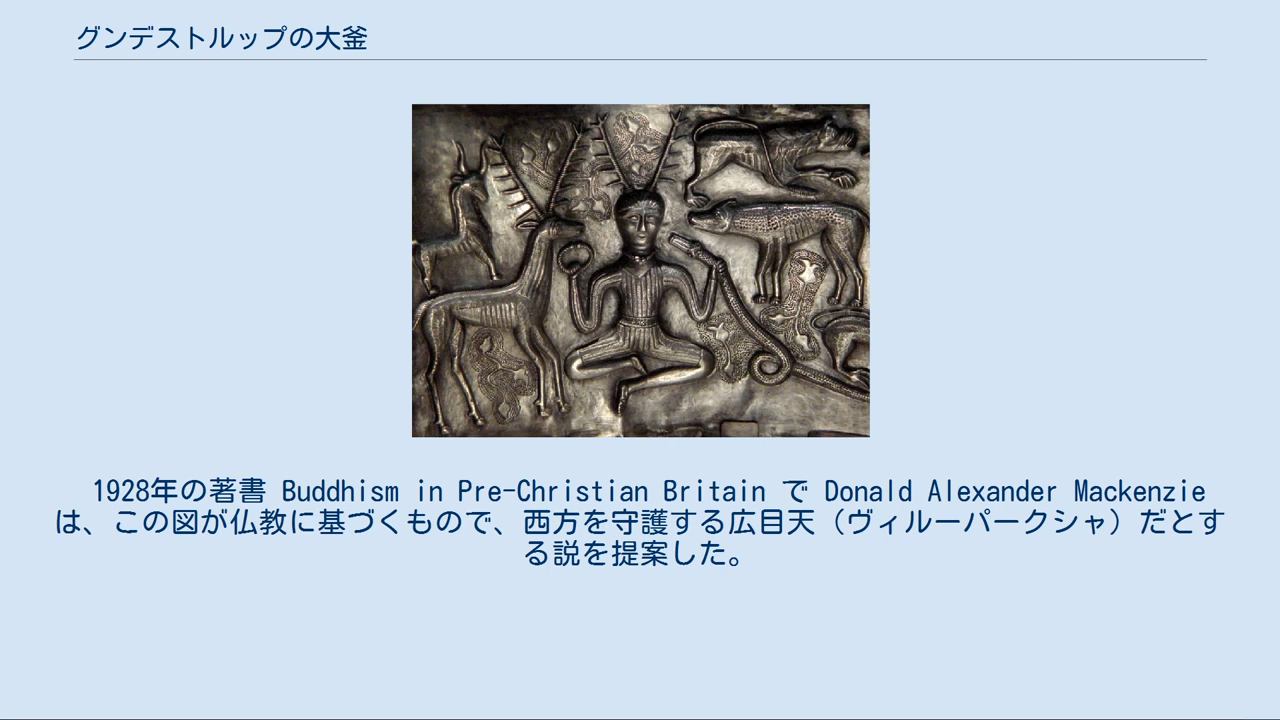 グンデストルップの大釜
1928年の著書 Buddhism in Pre-Christian Britain で Donald Alexander Mackenzie
は、この図が仏教に基づくもので、西方を守護する広目天（ヴィルーパークシャ）だとす
る説を提案した。